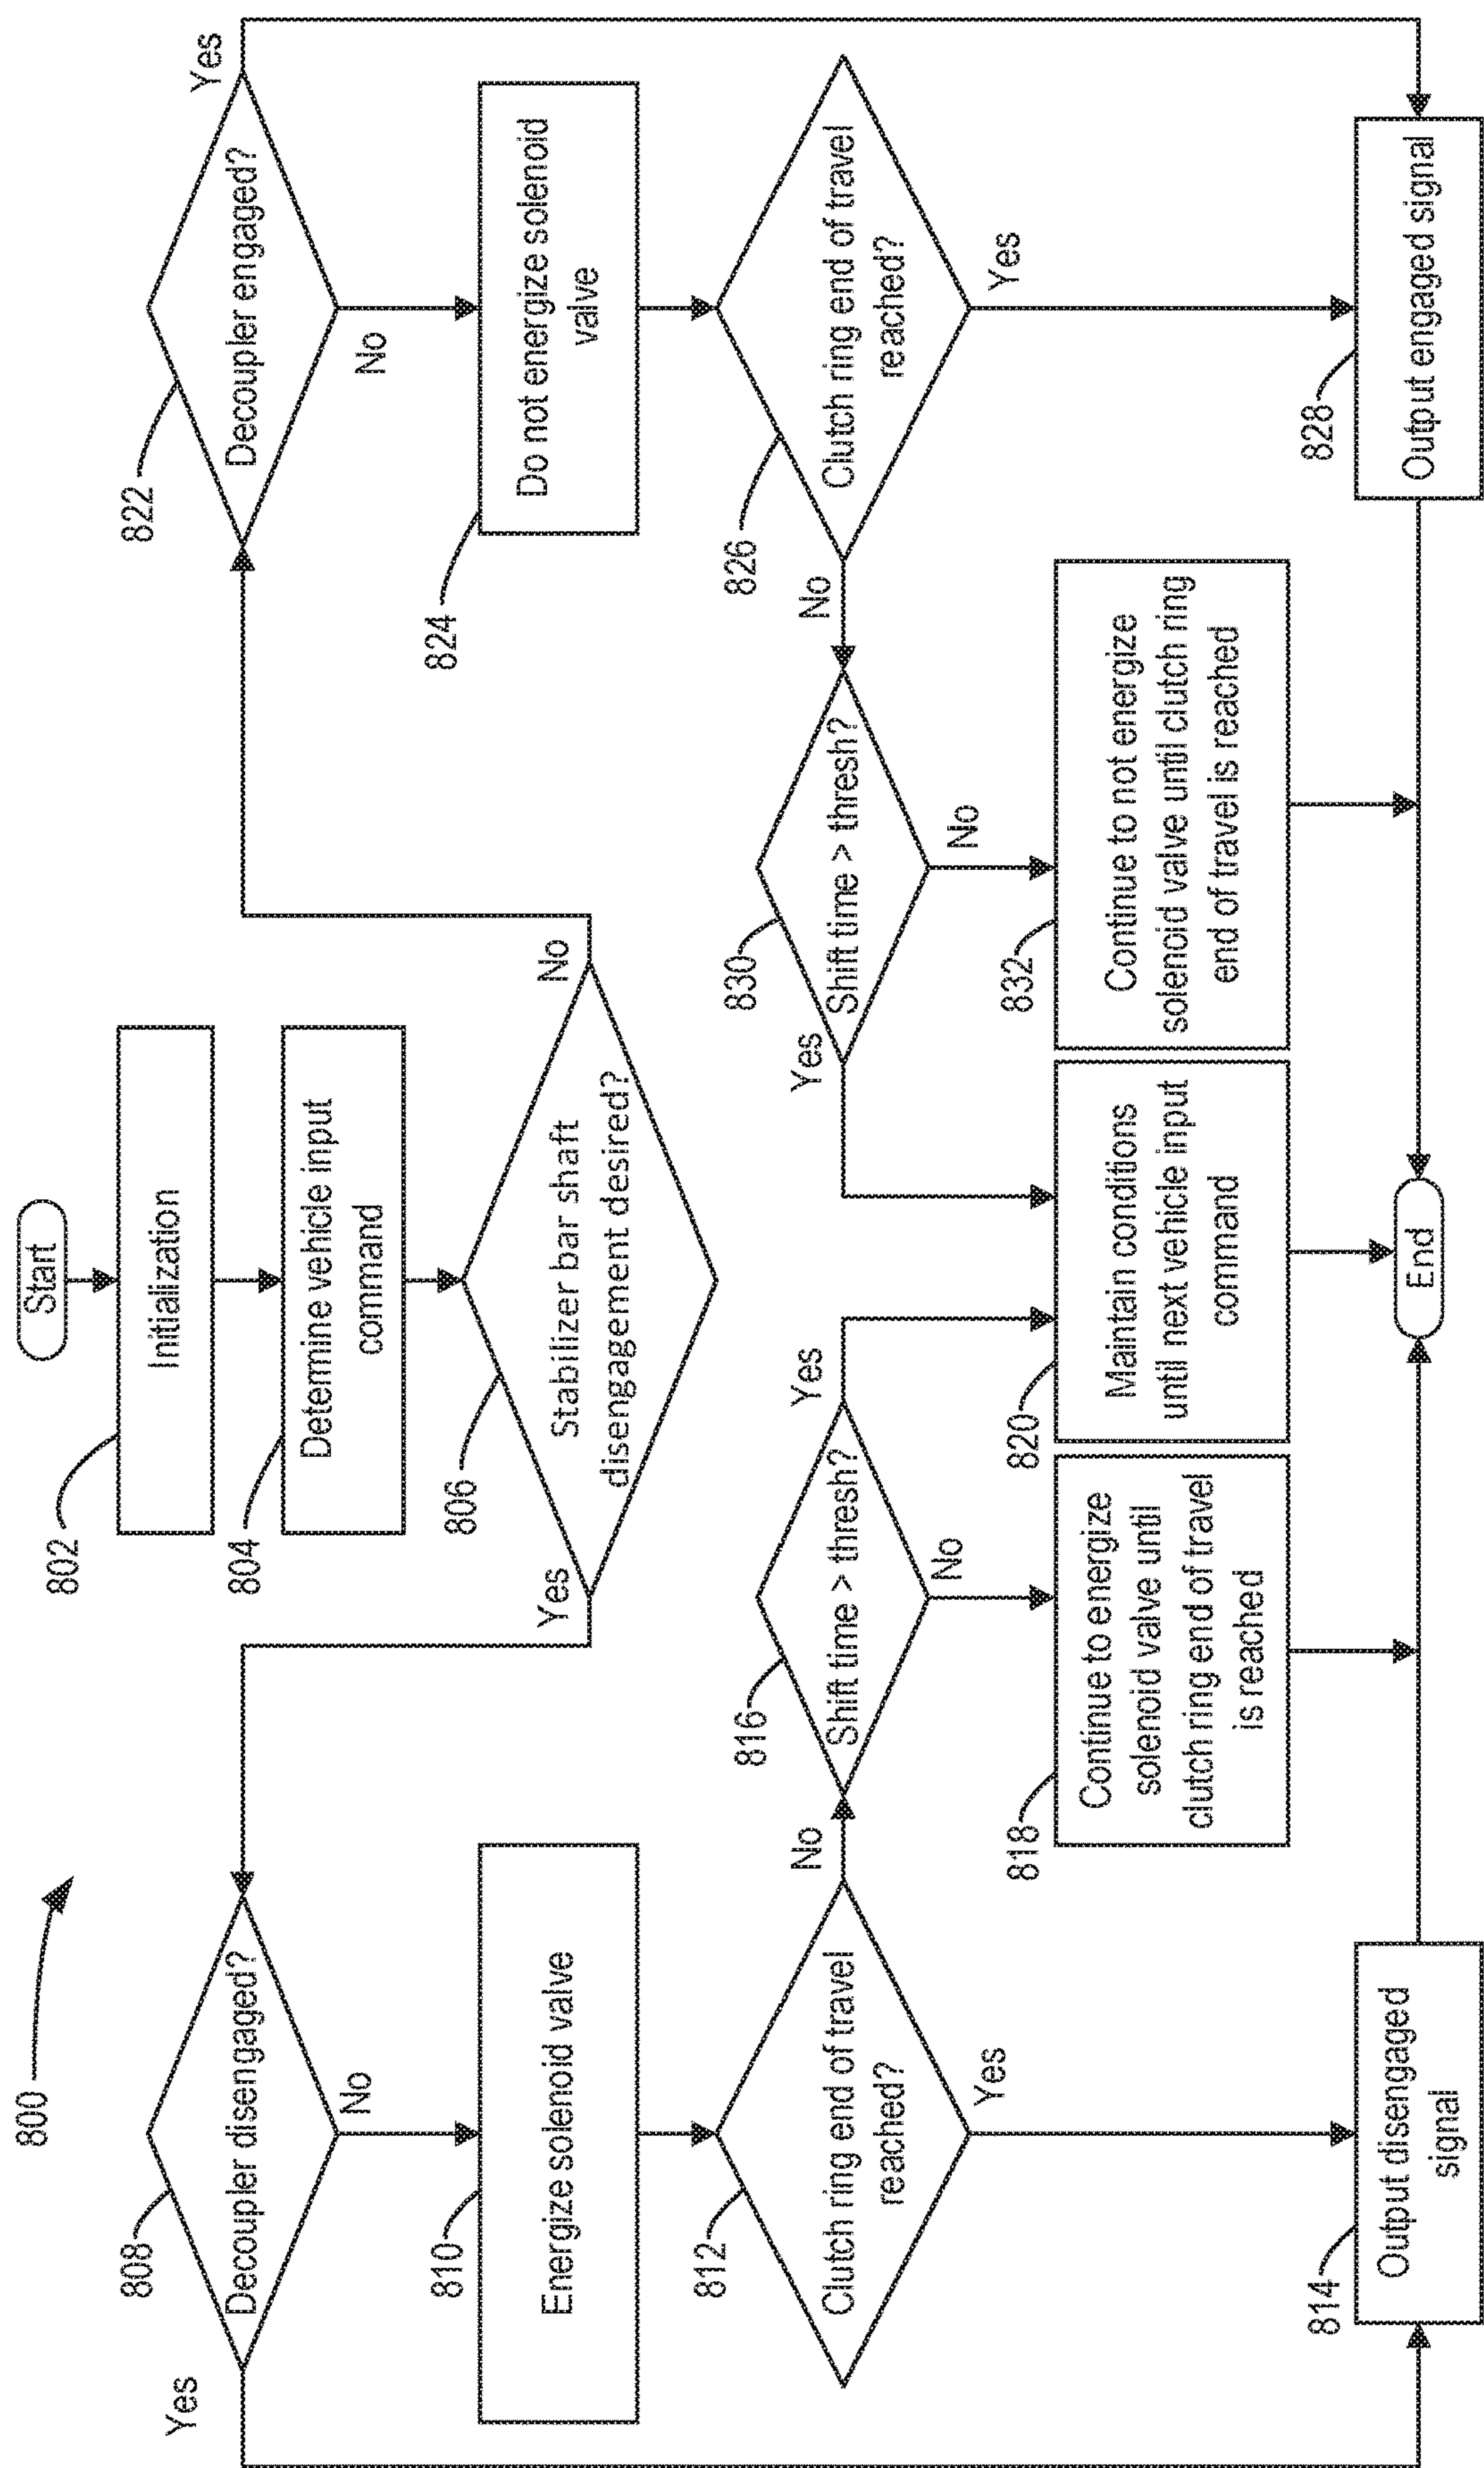 800
Start
802
Initialization
804
Determine vehicle input
command
806
Stabilizer bar shaft
disengagement desired?
Yes
No
808
Decoupler disengaged?
Yes
No
810
Energize solenoid valve
812
Clutch ring end of travel
reached?
No
Yes
814
Output disengaged
signal
816
Shift time > thresh?
Yes
No
818
Continue to energize
solenoid valve until
clutch ring end of travel
is reached
820
Maintain conditions
until next vehicle input
command
822
Decoupler engaged?
Yes
No
824
Do not energize solenoid
valve
826
Clutch ring end of travel
reached?
No
Yes
828
Output engaged signal
830
Shift time > thresh?
Yes
No
832
Continue to not energize
solenoid valve until clutch ring
end of travel is reached
End